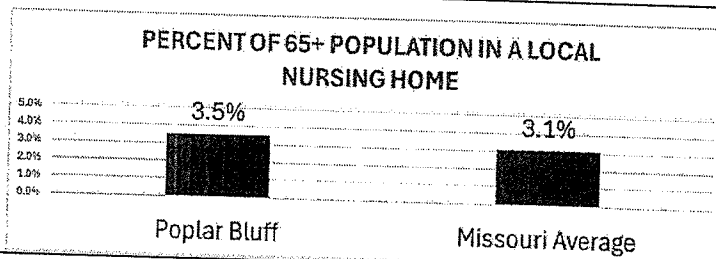 PERCENT OF 65+ POPULATION IN A LOCAL
NURSING HOME
5.0%
4.0%
3.0%
2.0%
1.0%
0.0%
3.5%
3.1%
Poplar Bluff
Missouri Average